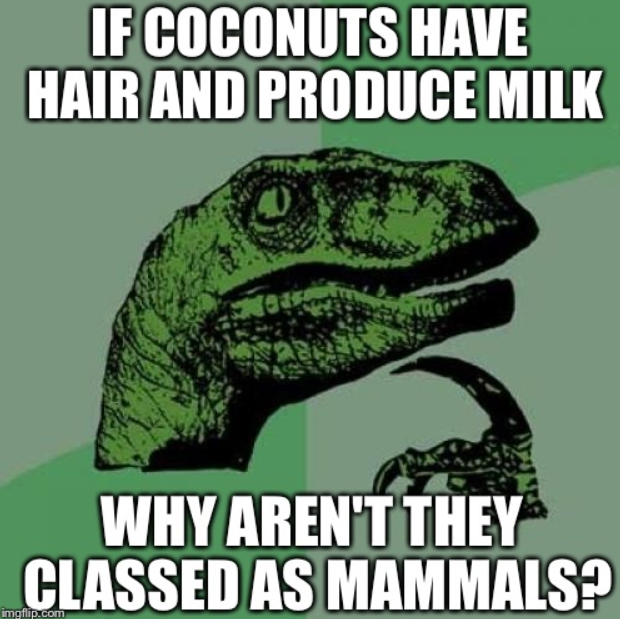 IF COCONUTS HAVE
HAIR AND PRODUCE MILK
WHY AREN'T THEY
CLASSED AS MAMMALS?
imgflip.com